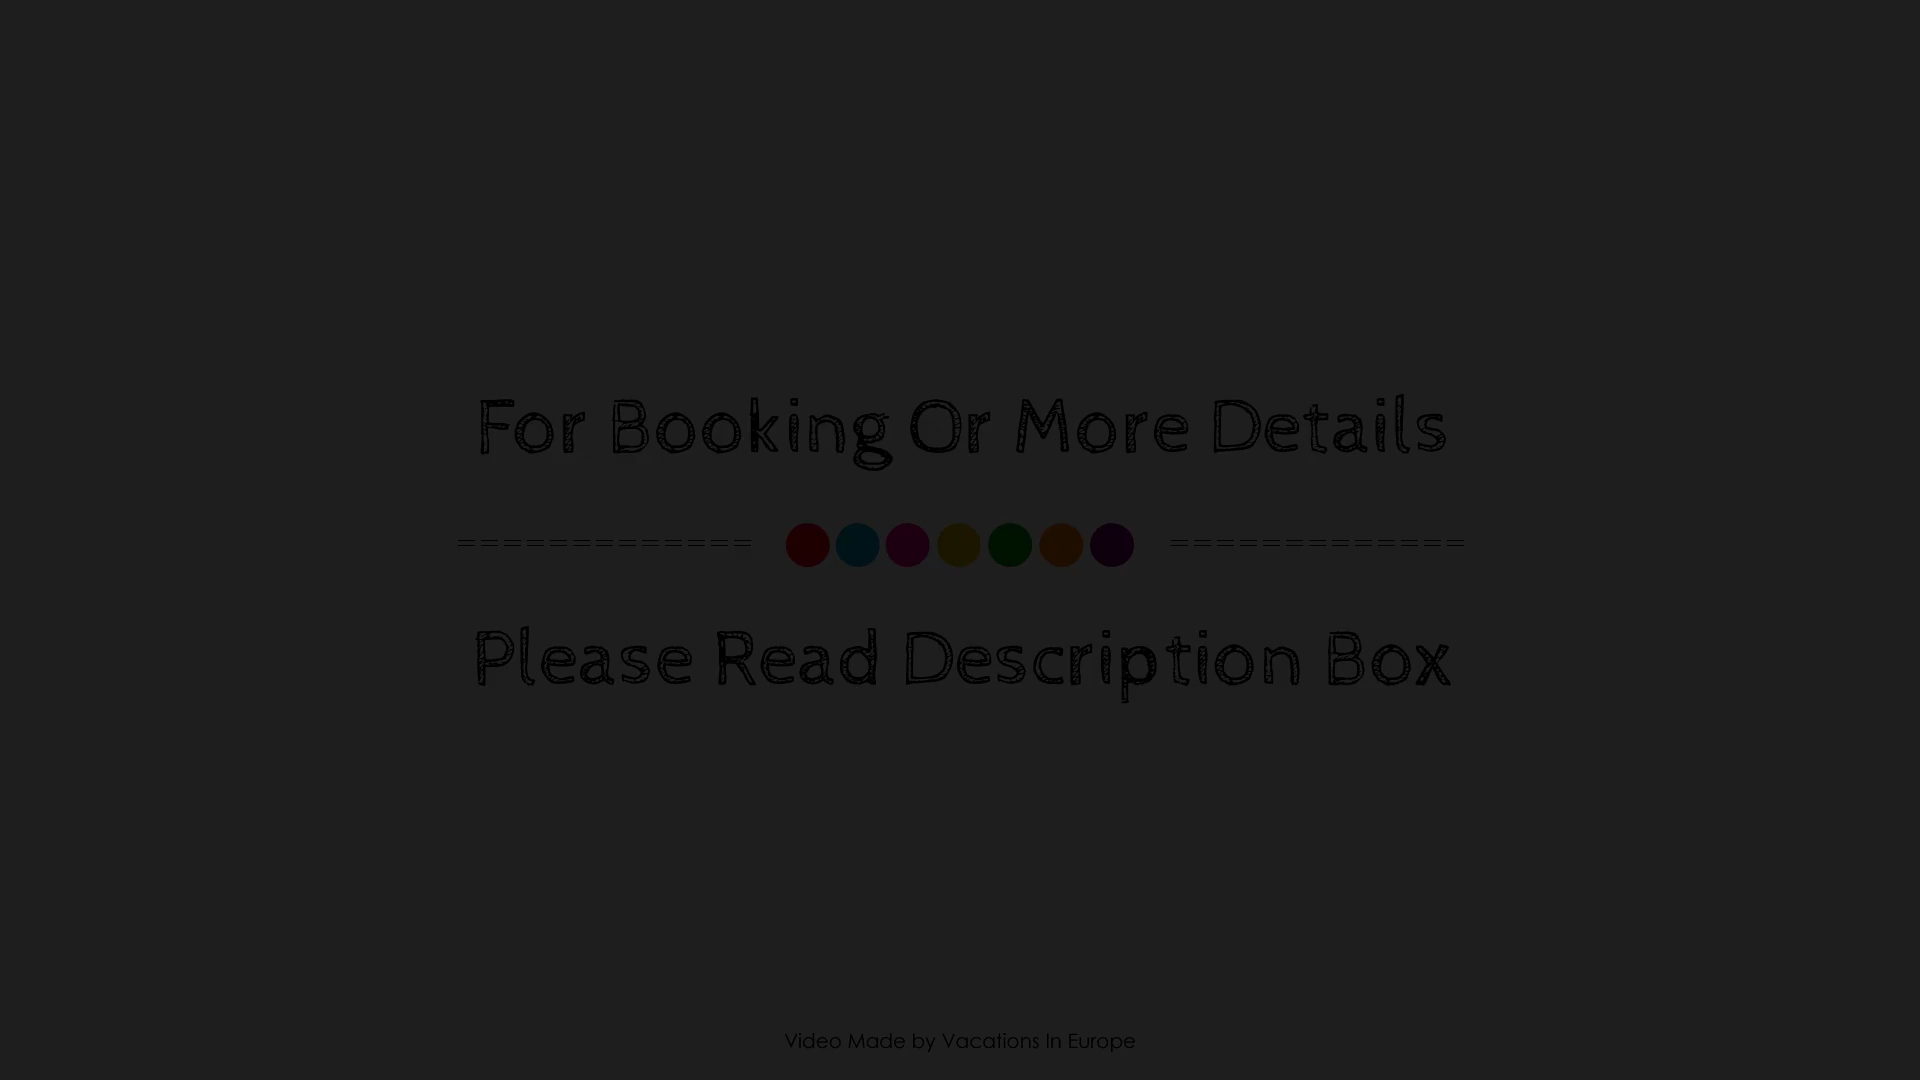 For Booking Or More Details
============= =============
Please Read Description Box
Video Made by Vacations In Europe